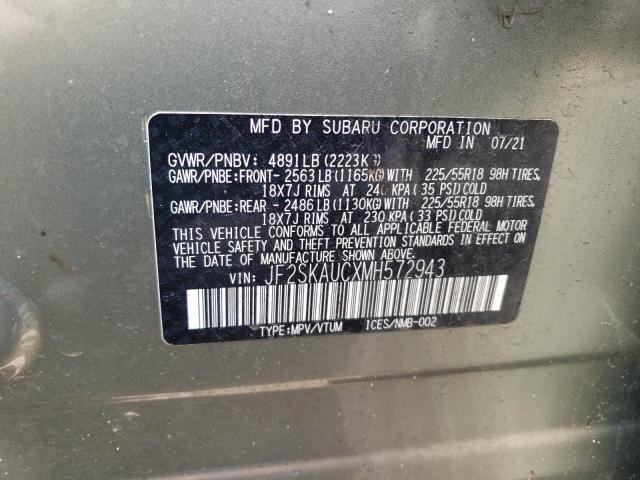 MFD BY SUBARU CORPORATION
MFD IN 07/21
GVWR/PNBV: 4891LB (2223KG)
GAWR/PNBE:FRONT- 2563LB(1165KG)WITH 225/55R18 98H TIRES,
18X7J RIMS AT 240 KPA (35 PSI)COLD
GAWR/PNBE:REAR - 2486LB(1130KG)WITH 225/55R18 98H TIRES,
18X7J RIMS AT 230 KPA (33 PSI)COLD
THIS VEHICLE CONFORMS TO ALL APPLICABLE FEDERAL MOTOR
VEHICLE SAFETY AND THEFT PREVENTION STANDARDS IN EFFECT ON
THE DATE OF MANUFACTURE SHOWN ABOVE.
VIN: JF2SKAUCXMH572943
TYPE:MPV/VTUM ICES/NMB-002